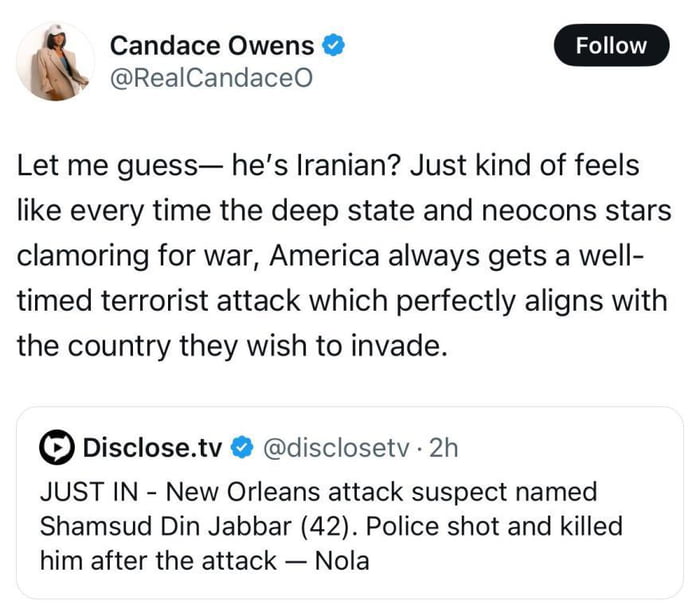 Candace Owens
Follow
@RealCandaceO
Let me guess— he's Iranian? Just kind of feels
like every time the deep state and neocons stars
clamoring for war, America always gets a well-
timed terrorist attack which perfectly aligns with
the country they wish to invade.
Disclose.tv @disclosetv · 2h
JUST IN - New Orleans attack suspect named
Shamsud Din Jabbar (42). Police shot and killed
him after the attack — Nola